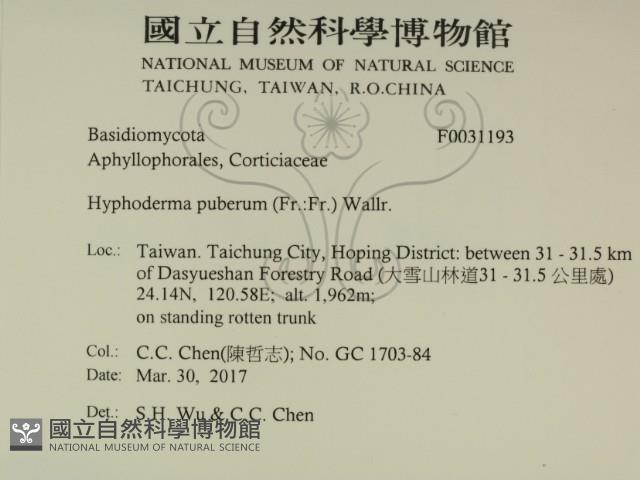 國立自然科學博物館
NATIONAL MUSEUM OF NATURAL SCIENCE
TAICHUNG, TAIWAN, R.O.CHINA
Basidiomycota F0031193
Aphyllophorales, Corticiaceae
Hyphoderma puberum (Fr.:Fr.) Wallr.
Loc.: Taiwan. Taichung City, Hoping District: between 31 - 31.5 km
of Dasyueshan Forestry Road (大雪山林道31 - 31.5 公里處)
24.14N, 120.58E; alt. 1,962m;
on standing rotten trunk
Col.: C.C. Chen(陳哲志); No. GC 1703-84
Date: Mar. 30, 2017
Det.: S.H. Wu & C.C. Chen
國立自然科學博物館
NATIONAL MUSEUM OF NATURAL SCIENCE